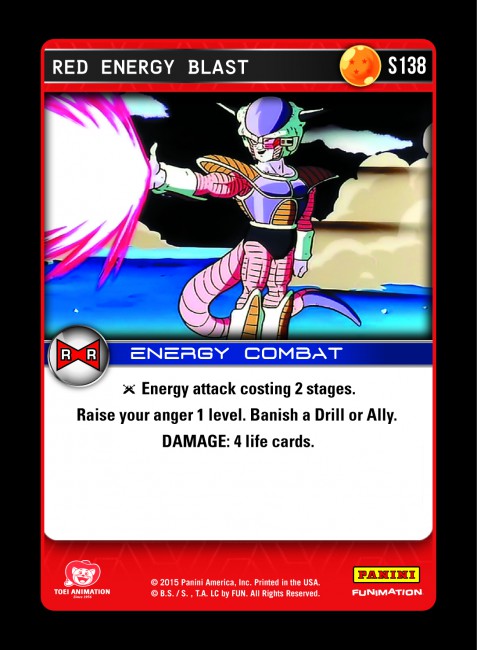 RED ENERGY BLAST
S138
R R
ENERGY COMBAT
Energy attack costing 2 stages.
Raise your anger 1 level. Banish a Drill or Ally.
DAMAGE: 4 life cards.
TOEI ANIMATION
Since 1956
© 2015 Panini America, Inc. Printed in the USA.
© B.S. / S. , T.A. LC by FUN. All Rights Reserved.
PANINI
FUNIMATION